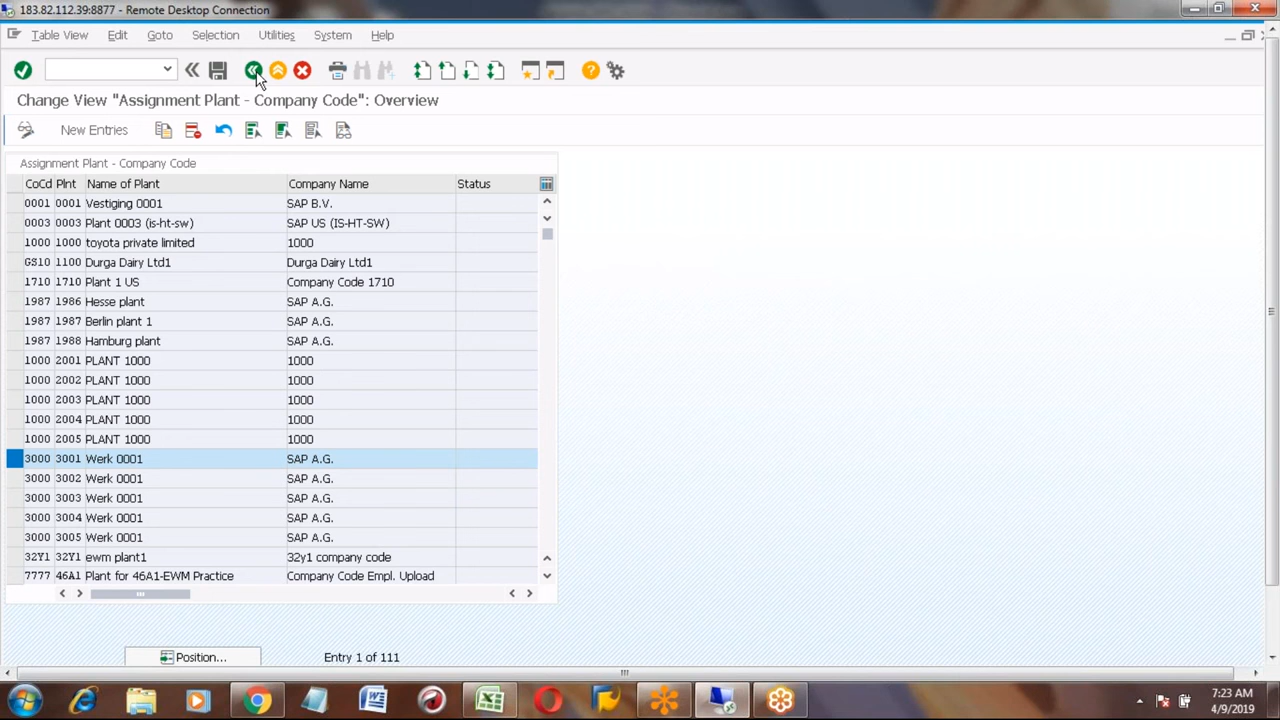 183.82.112.39:8877 - Remote Desktop Connection
Table View Edit Goto Selection Utilities System Help
Change View "Assignment Plant - Company Code": Overview
New Entries
Assignment Plant - Company Code
CoCd Plnt Name of Plant Company Name Status
0001 0001 Vestiging 0001 SAP B.V.
0003 0003 Plant 0003 (is-ht-sw) SAP US (IS-HT-SW)
1000 1000 toyota private limited 1000
GS10 1100 Durga Dairy Ltd1 Durga Dairy Ltd1
1710 1710 Plant 1 US Company Code 1710
1987 1986 Hesse plant SAP A.G.
1987 1987 Berlin plant 1 SAP A.G.
1987 1988 Hamburg plant SAP A.G.
1000 2001 PLANT 1000 1000
1000 2002 PLANT 1000 1000
1000 2003 PLANT 1000 1000
1000 2004 PLANT 1000 1000
1000 2005 PLANT 1000 1000
3000 3001 Werk 0001 SAP A.G.
3000 3002 Werk 0001 SAP A.G.
3000 3003 Werk 0001 SAP A.G.
3000 3004 Werk 0001 SAP A.G.
3000 3005 Werk 0001 SAP A.G.
32Y1 32Y1 ewm plant1 32y1 company code
7777 46A1 Plant for 46A1-EWM Practice Company Code Empl. Upload
Position... Entry 1 of 111
7:23 AM
4/9/2019